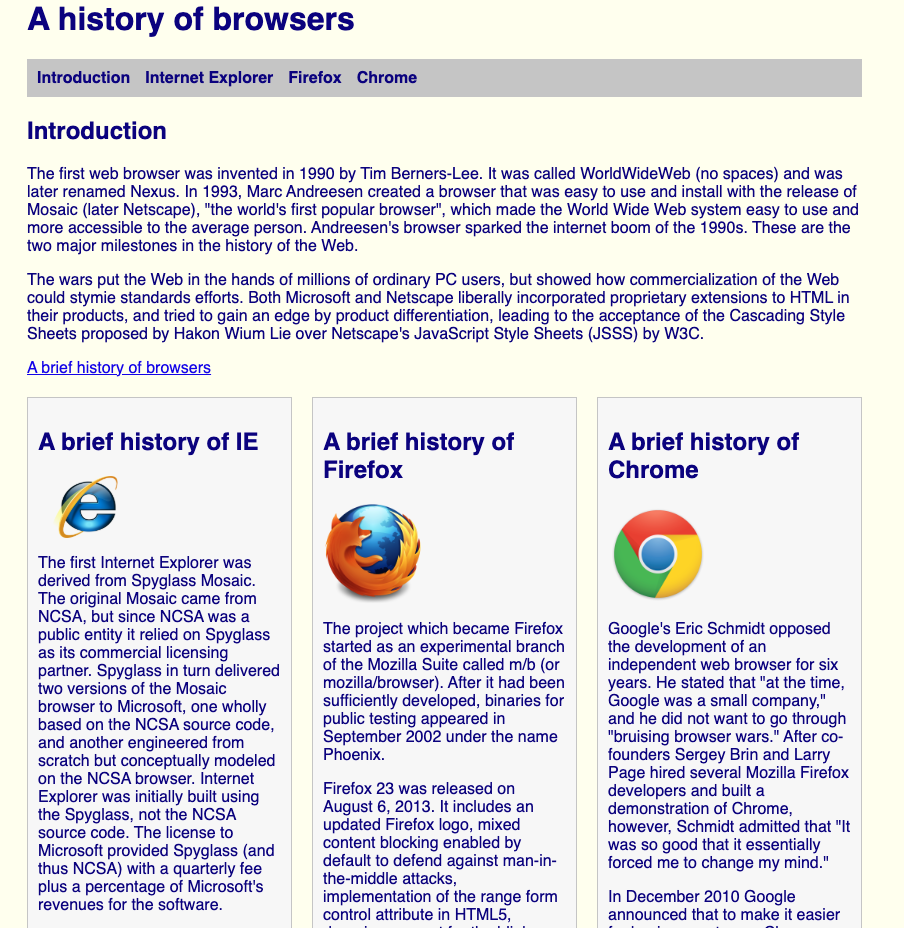 A history of browsers
Introduction Internet Explorer Firefox Chrome
Introduction
The first web browser was invented in 1990 by Tim Berners-Lee. It was called WorldWideWeb (no spaces) and was
later renamed Nexus. In 1993, Marc Andreesen created a browser that was easy to use and install with the release of
Mosaic (later Netscape), "the world's first popular browser", which made the World Wide Web system easy to use and
more accessible to the average person. Andreesen's browser sparked the internet boom of the 1990s. These are the
two major milestones in the history of the Web.
The wars put the Web in the hands of millions of ordinary PC users, but showed how commercialization of the Web
could stymie standards efforts. Both Microsoft and Netscape liberally incorporated proprietary extensions to HTML in
their products, and tried to gain an edge by product differentiation, leading to the acceptance of the Cascading Style
Sheets proposed by Hakon Wium Lie over Netscape's JavaScript Style Sheets (JSSS) by W3C.
A brief history of browsers
A brief history of IE
The first Internet Explorer was
derived from Spyglass Mosaic.
The original Mosaic came from
NCSA, but since NCSA was a
public entity it relied on Spyglass
as its commercial licensing
partner. Spyglass in turn delivered
two versions of the Mosaic
browser to Microsoft, one wholly
based on the NCSA source code,
and another engineered from
scratch but conceptually modeled
on the NCSA browser. Internet
Explorer was initially built using
the Spyglass, not the NCSA
source code. The license to
Microsoft provided Spyglass (and
thus NCSA) with a quarterly fee
plus a percentage of Microsoft's
revenues for the software.
A brief history of
Firefox
The project which became Firefox
started as an experimental branch
of the Mozilla Suite called m/b (or
mozilla/browser). After it had been
sufficiently developed, binaries for
public testing appeared in
September 2002 under the name
Phoenix.
Firefox 23 was released on
August 6, 2013. It includes an
updated Firefox logo, mixed
content blocking enabled by
default to defend against man-in-
the-middle attacks,
implementation of the range form
control attribute in HTML5,
A brief history of
Chrome
Google's Eric Schmidt opposed
the development of an
independent web browser for six
years. He stated that "at the time,
Google was a small company,"
and he did not want to go through
"bruising browser wars." After co-
founders Sergey Brin and Larry
Page hired several Mozilla Firefox
developers and built a
demonstration of Chrome,
however, Schmidt admitted that "It
was so good that it essentially
forced me to change my mind."
In December 2010 Google
announced that to make it easier